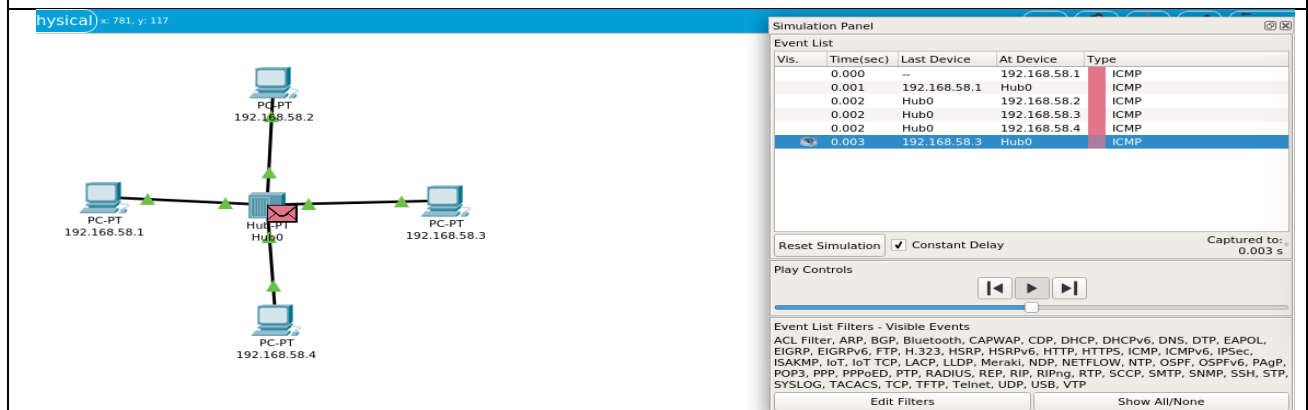 hysical x: 781, y: 117
PC-PT
192.168.58.2
PC-PT
192.168.58.1
Hub-PT
Hub0
PC-PT
192.168.58.3
PC-PT
192.168.58.4
Simulation Panel
Event List
Vis. Time(sec) Last Device At Device Type
0.000 -- 192.168.58.1 ICMP
0.001 192.168.58.1 Hub0 ICMP
0.002 Hub0 192.168.58.2 ICMP
0.002 Hub0 192.168.58.3 ICMP
0.002 Hub0 192.168.58.4 ICMP
0.003 192.168.58.3 Hub0 ICMP
Reset Simulation Constant Delay Captured to:
0.003 s
Play Controls
Event List Filters - Visible Events
ACL Filter, ARP, BGP, Bluetooth, CAPWAP, CDP, DHCP, DHCPv6, DNS, DTP, EAPOL,
EIGRP, EIGRPv6, FTP, H.323, HSRP, HSRPv6, HTTP, HTTPS, ICMP, ICMPv6, IPSec,
ISAKMP, IoT, IoT TCP, LACP, LLDP, Meraki, NDP, NETFLOW, NTP, OSPF, OSPFv6, PAgP,
POP3, PPP, PPPoED, PTP, RADIUS, REP, RIP, RIPng, RTP, SCCP, SMTP, SNMP, SSH, STP,
SYSLOG, TACACS, TCP, TFTP, Telnet, UDP, USB, VTP
Edit Filters Show All/None